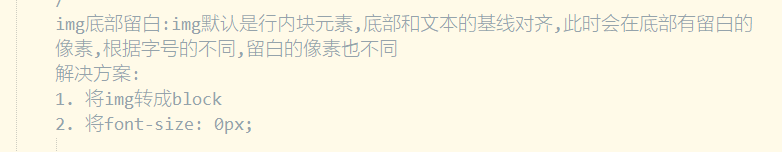 /
img底部留白:img默认是行内块元素,底部和文本的基线对齐,此时会在底部有留白的
像素,根据字号的不同,留白的像素也不同
解决方案:
1. 将img转成block
2. 将font-size: 0px;